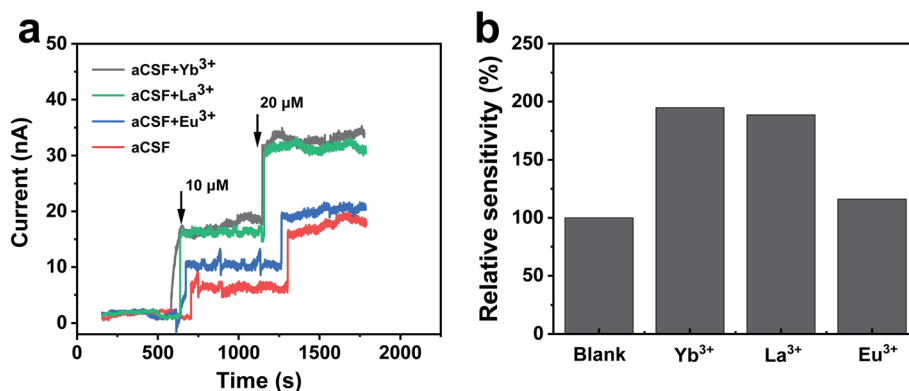 a
50
40
30
20
10
0
Current (nA)
aCSF+Yb³⁺
aCSF+La³⁺
aCSF+Eu³⁺
aCSF
10 μM
20 μM
0
500
1000
1500
2000
Time (s)
b
250
200
150
100
50
0
Relative sensitivity (%)
Blank
Yb³⁺
La³⁺
Eu³⁺